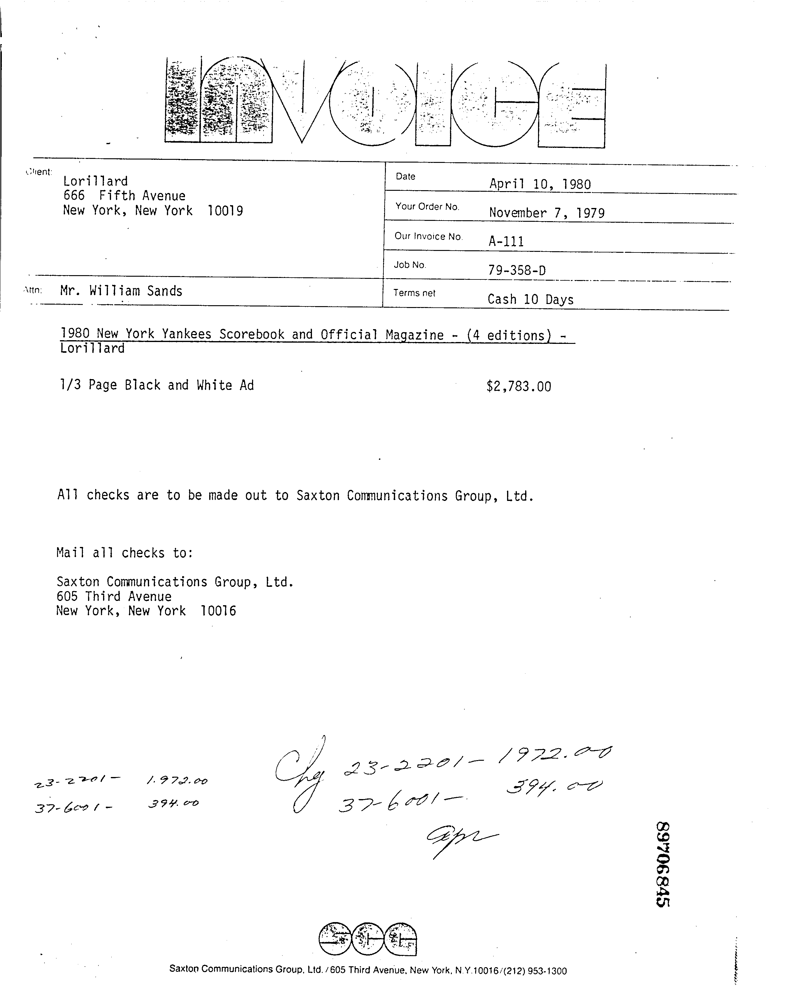 INVOICE
Client:
Lorillard
666 Fifth Avenue
New York, New York 10019
Date April 10, 1980
Your Order No. November 7, 1979
Our Invoice No. A-111
Job No. 79-358-D
Attn: Mr. William Sands
Terms net Cash 10 Days
1980 New York Yankees Scorebook and Official Magazine - (4 editions) -
Lorillard
1/3 Page Black and White Ad $2,783.00
All checks are to be made out to Saxton Communications Group, Ltd.
Mail all checks to:
Saxton Communications Group, Ltd.
605 Third Avenue
New York, New York 10016
Chg 23-2201- 1972.00
37-6001- 394.00
23-2201- 1.972.00
37-6001- 394.00
89706845
SCG
Saxton Communications Group, Ltd. / 605 Third Avenue, New York, N.Y. 10016 / (212) 953-1300